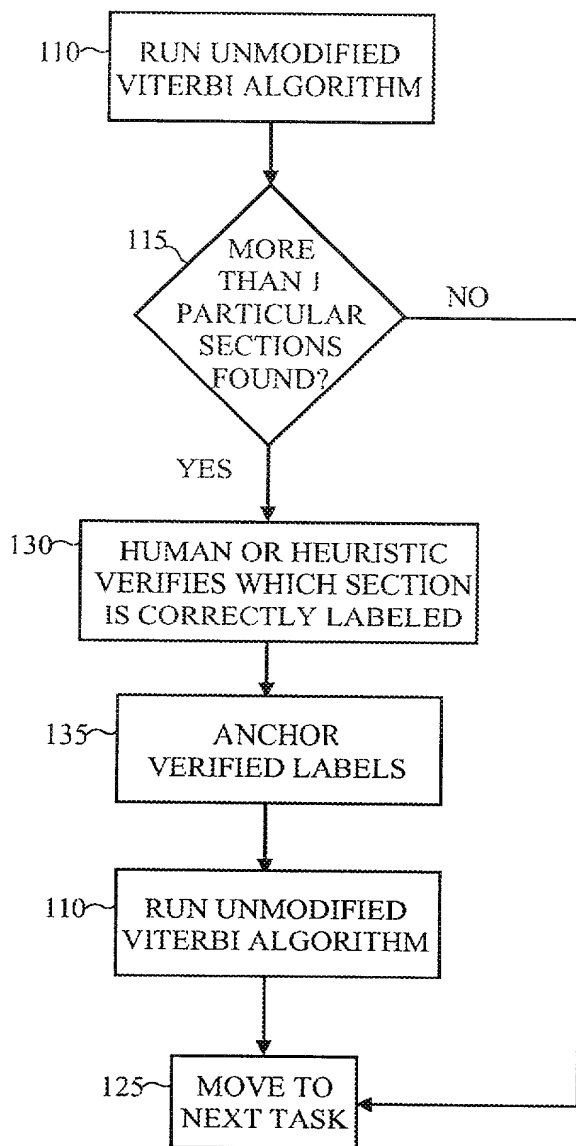 110
RUN UNMODIFIED
VITERBI ALGORITHM
115
MORE
THAN 1
PARTICULAR
SECTIONS
FOUND?
NO
YES
130
HUMAN OR HEURISTIC
VERIFIES WHICH SECTION
IS CORRECTLY LABELED
135
ANCHOR
VERIFIED LABELS
110
RUN UNMODIFIED
VITERBI ALGORITHM
125
MOVE TO
NEXT TASK